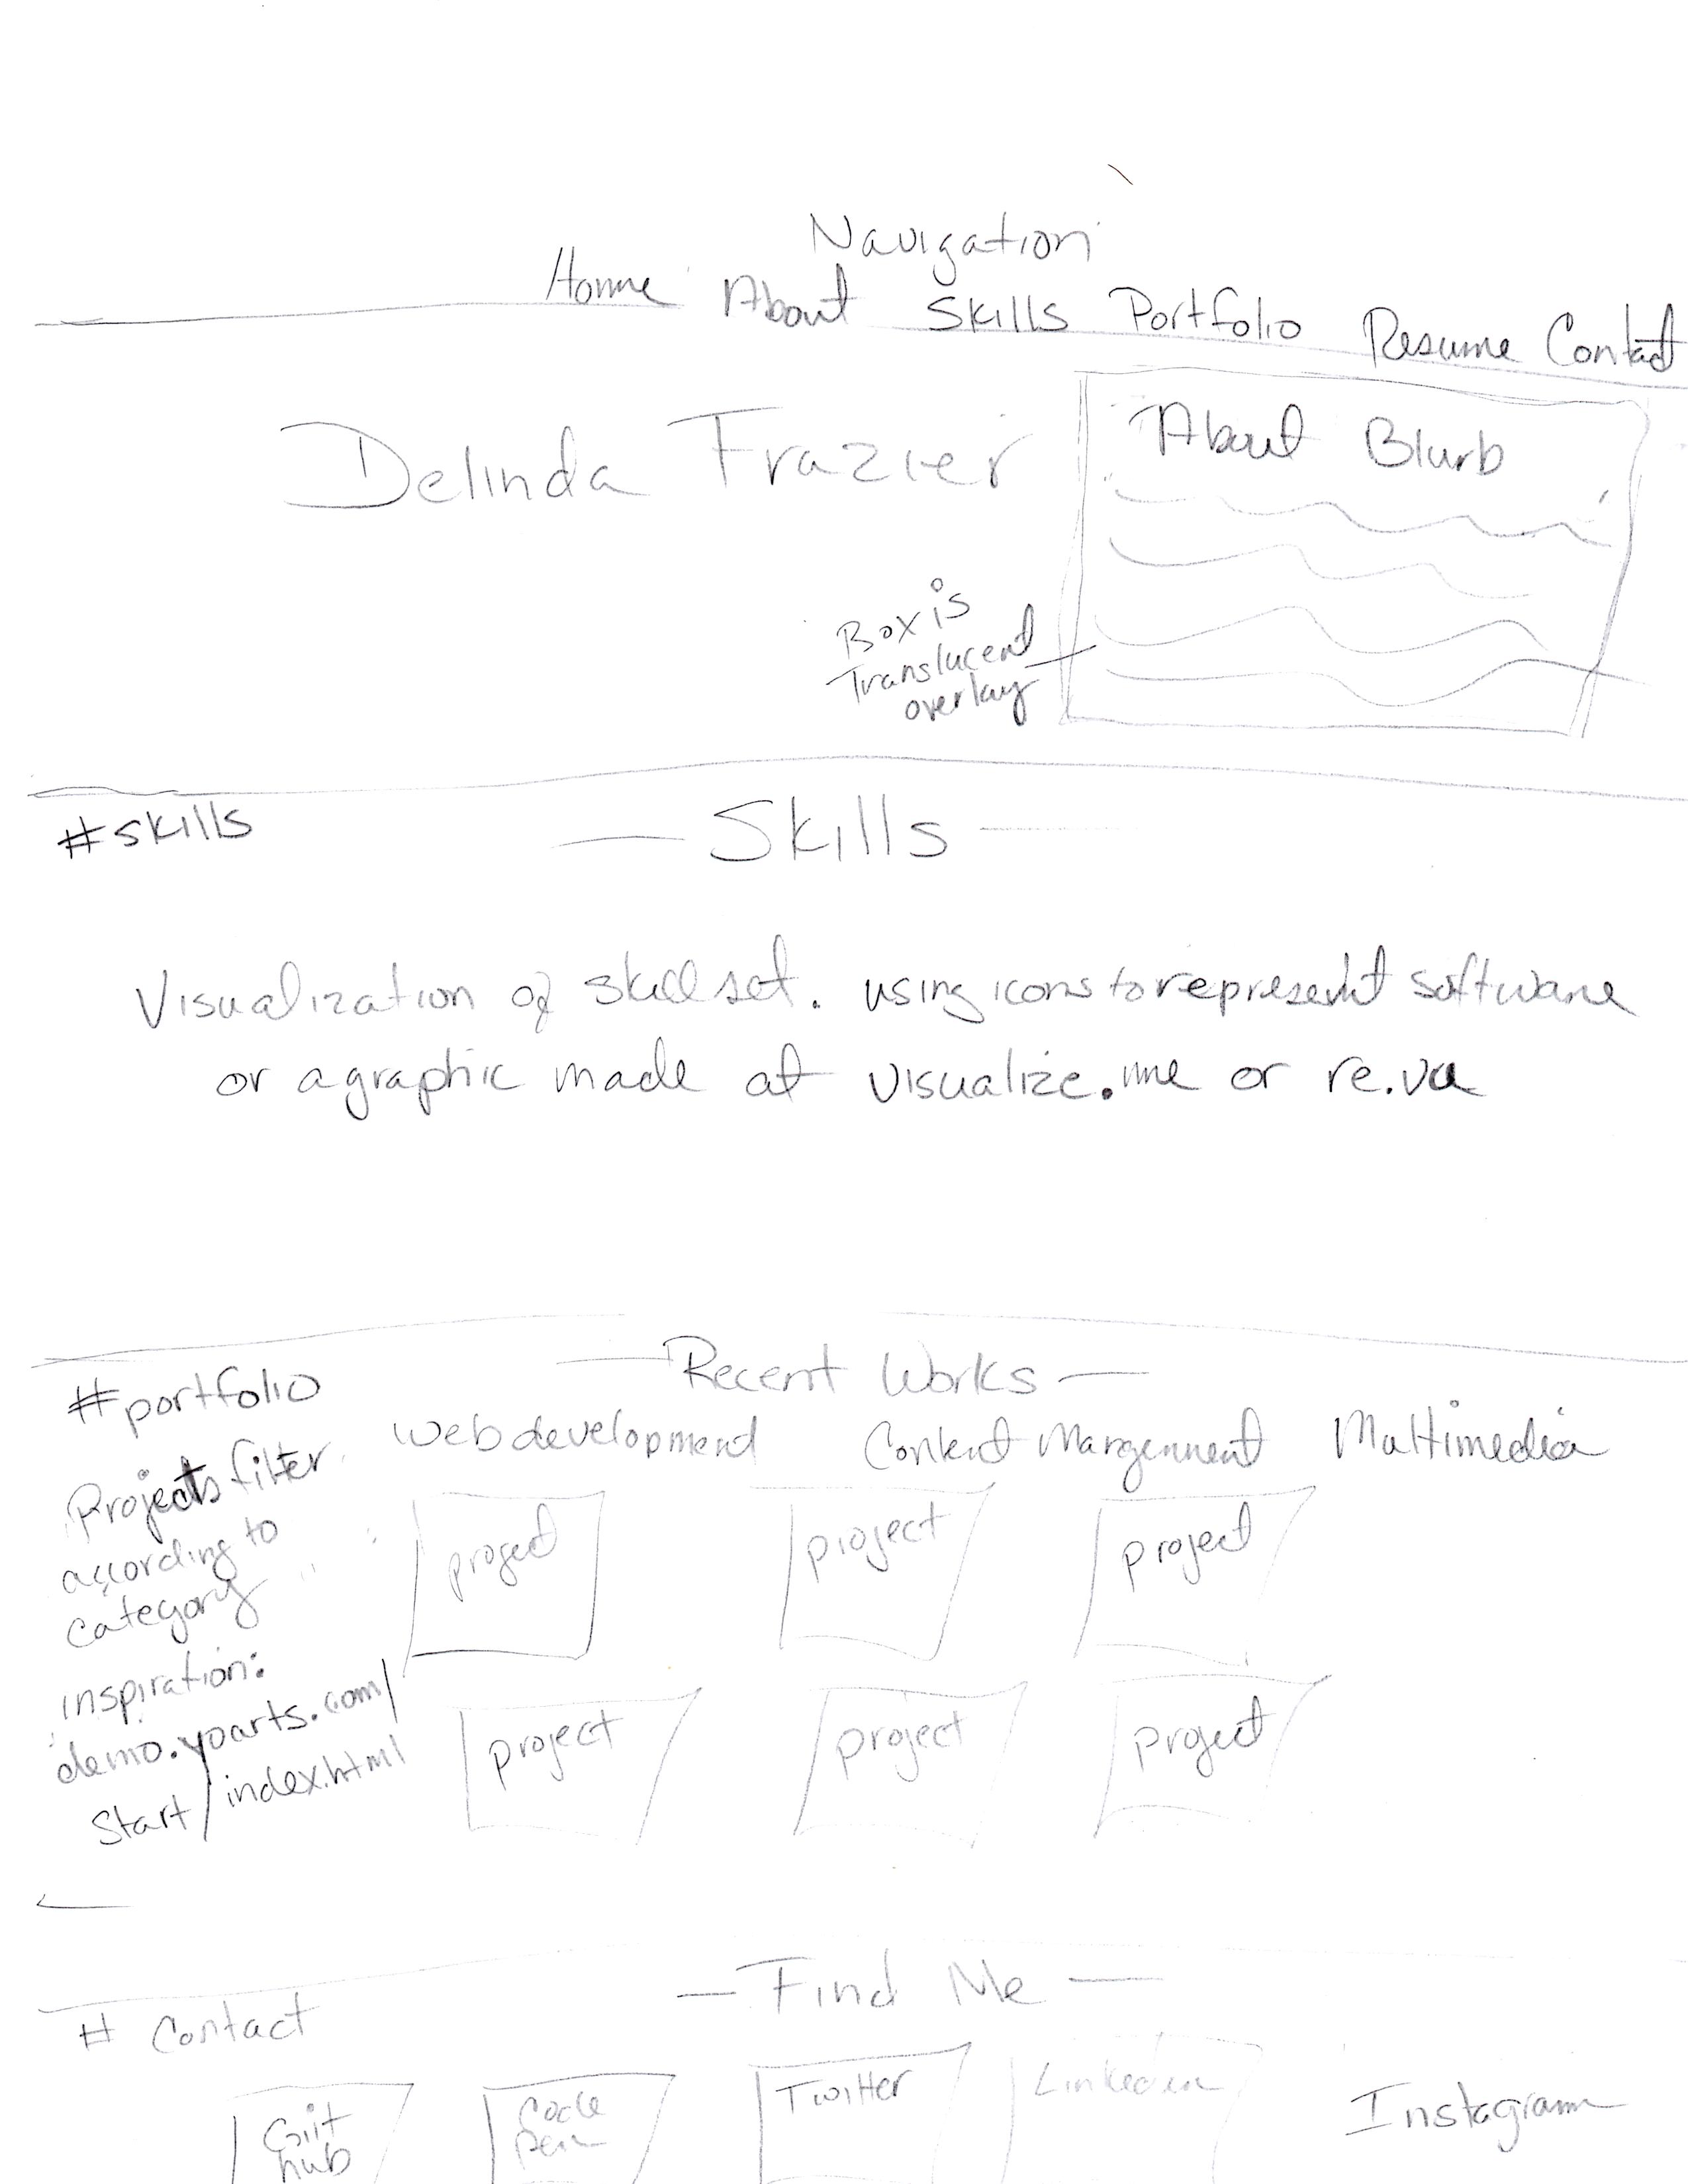 Navigation
Home About Skills Portfolio Resume Contact
Delinda Frazier
About Blurb
Box is
Translucent
overlay
#skills
Skills
Visualization of skillset. using icons to represent software
or a graphic made at visualize.me or re.vu
#portfolio
Recent Works
Web development Content Mangement Multimedia
Projects filter
according to
category
inspiration:
demo.yoarts.com/
start/index.html
project project project
project project project
# Contact
Find Me
Git
hub
Code
Pen
Twitter
Linkedin
Instagram